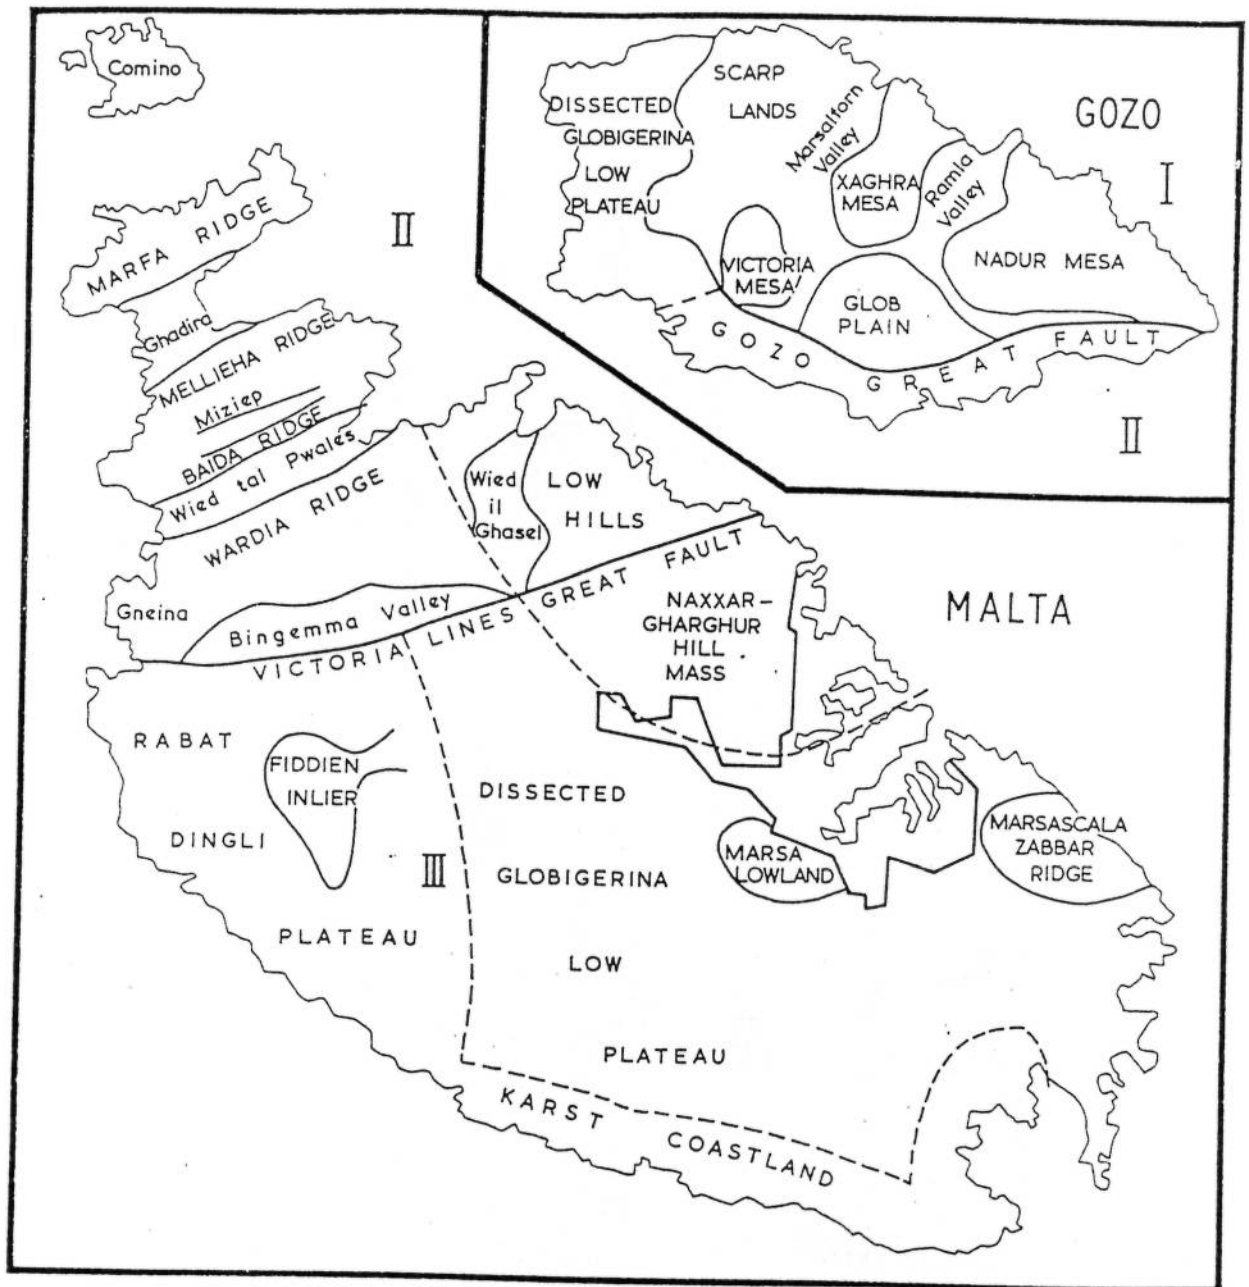 Comino
MARFA RIDGE
II
Ghadira
MELLIEHA RIDGE
Miziep
BAIDA RIDGE
Wied tal Pwales
WARDIA RIDGE
Wied
il
Ghasel
LOW
HILLS
Gneina
Bingemma Valley
VICTORIA LINES GREAT FAULT
NAXXAR-
GHARGHUR
HILL
MASS
MALTA
RABAT
DINGLI
PLATEAU
FIDDIEN
INLIER
III
DISSECTED
GLOBIGERINA
LOW
PLATEAU
MARSA
LOWLAND
MARSASCALA
ZABBAR
RIDGE
KARST COASTLAND
GOZO
I
DISSECTED
GLOBIGERINA
LOW
PLATEAU
SCARP
LANDS
Marsaltorn
Valley
XAGHRA
MESA
Ramla
Valley
NADUR MESA
VICTORIA
MESA
GLOB
PLAIN
GOZO GREAT FAULT
II